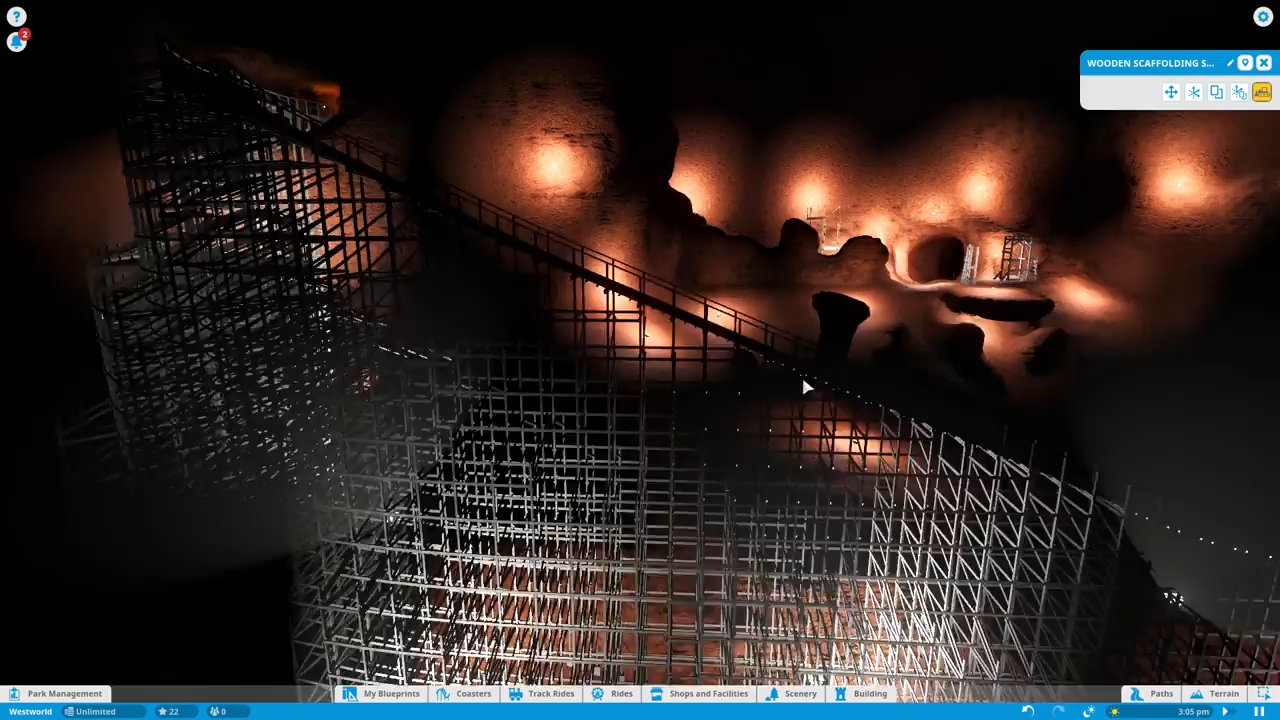 ?
2
WOODEN SCAFFOLDING S...
Park Management
My Blueprints
Coasters
Track Rides
Rides
Shops and Facilities
Scenery
Building
Paths
Terrain
Westworld
Unlimited
22
0
3:05 pm